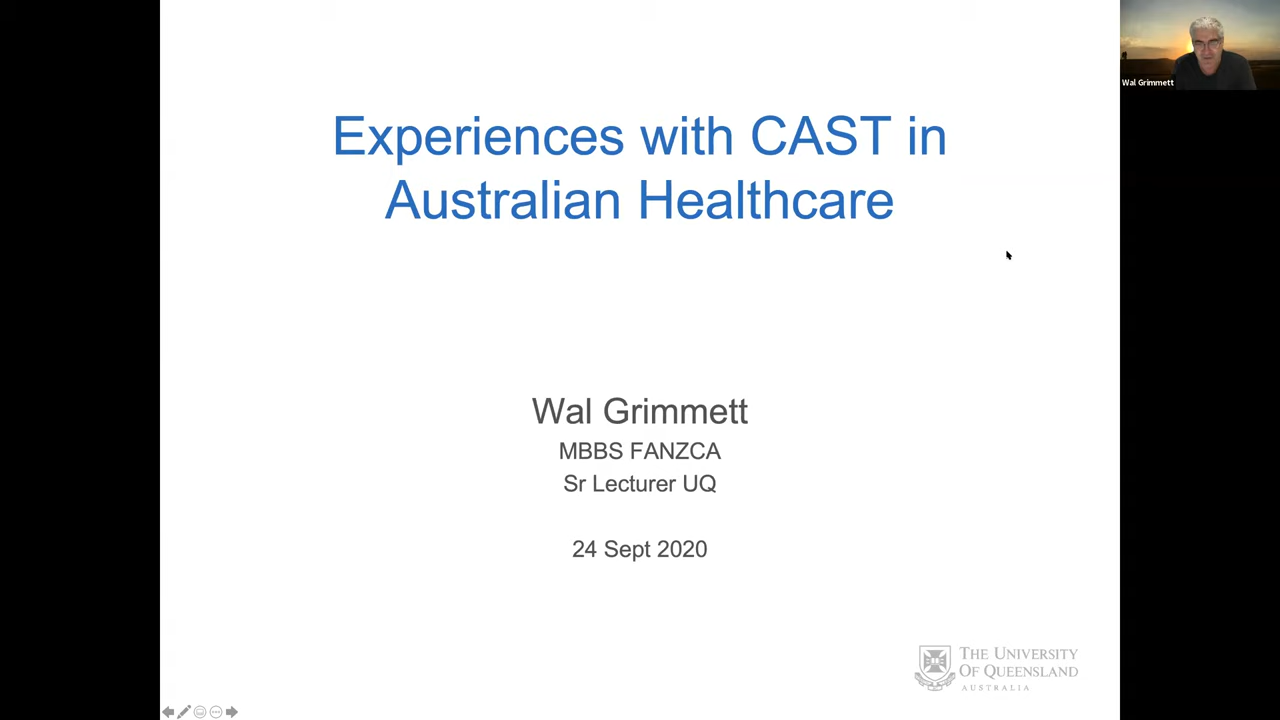 Wal Grimmett
Experiences with CAST in
Australian Healthcare
Wal Grimmett
MBBS FANZCA
Sr Lecturer UQ
24 Sept 2020
THE UNIVERSITY
OF QUEENSLAND
AUSTRALIA